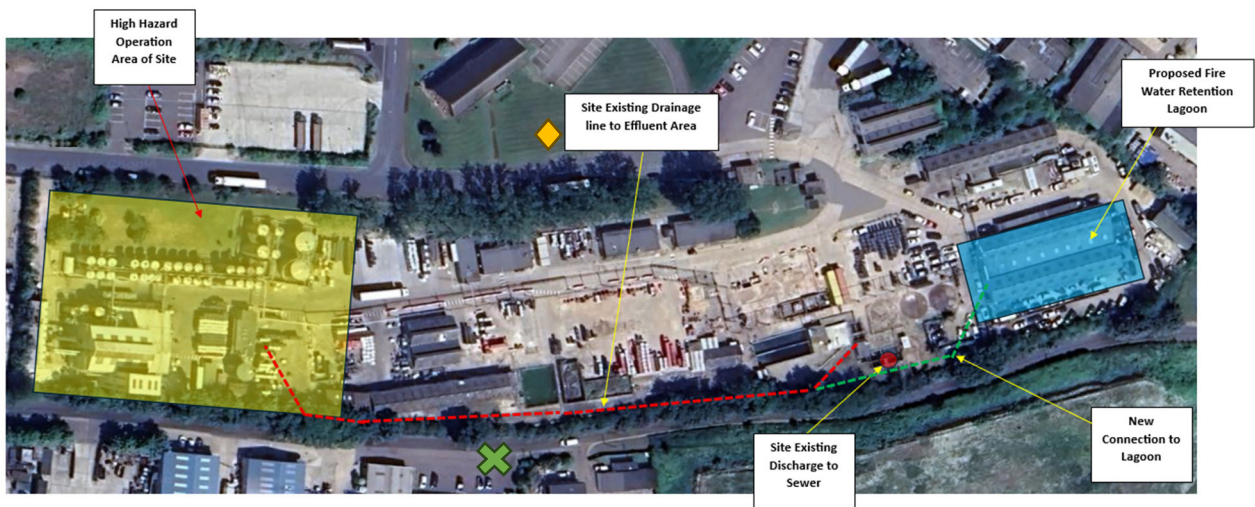 High Hazard
Operation
Area of Site
Site Existing Drainage
line to Effluent Area
Proposed Fire
Water Retention
Lagoon
Site Existing
Discharge to
Sewer
New
Connection to
Lagoon